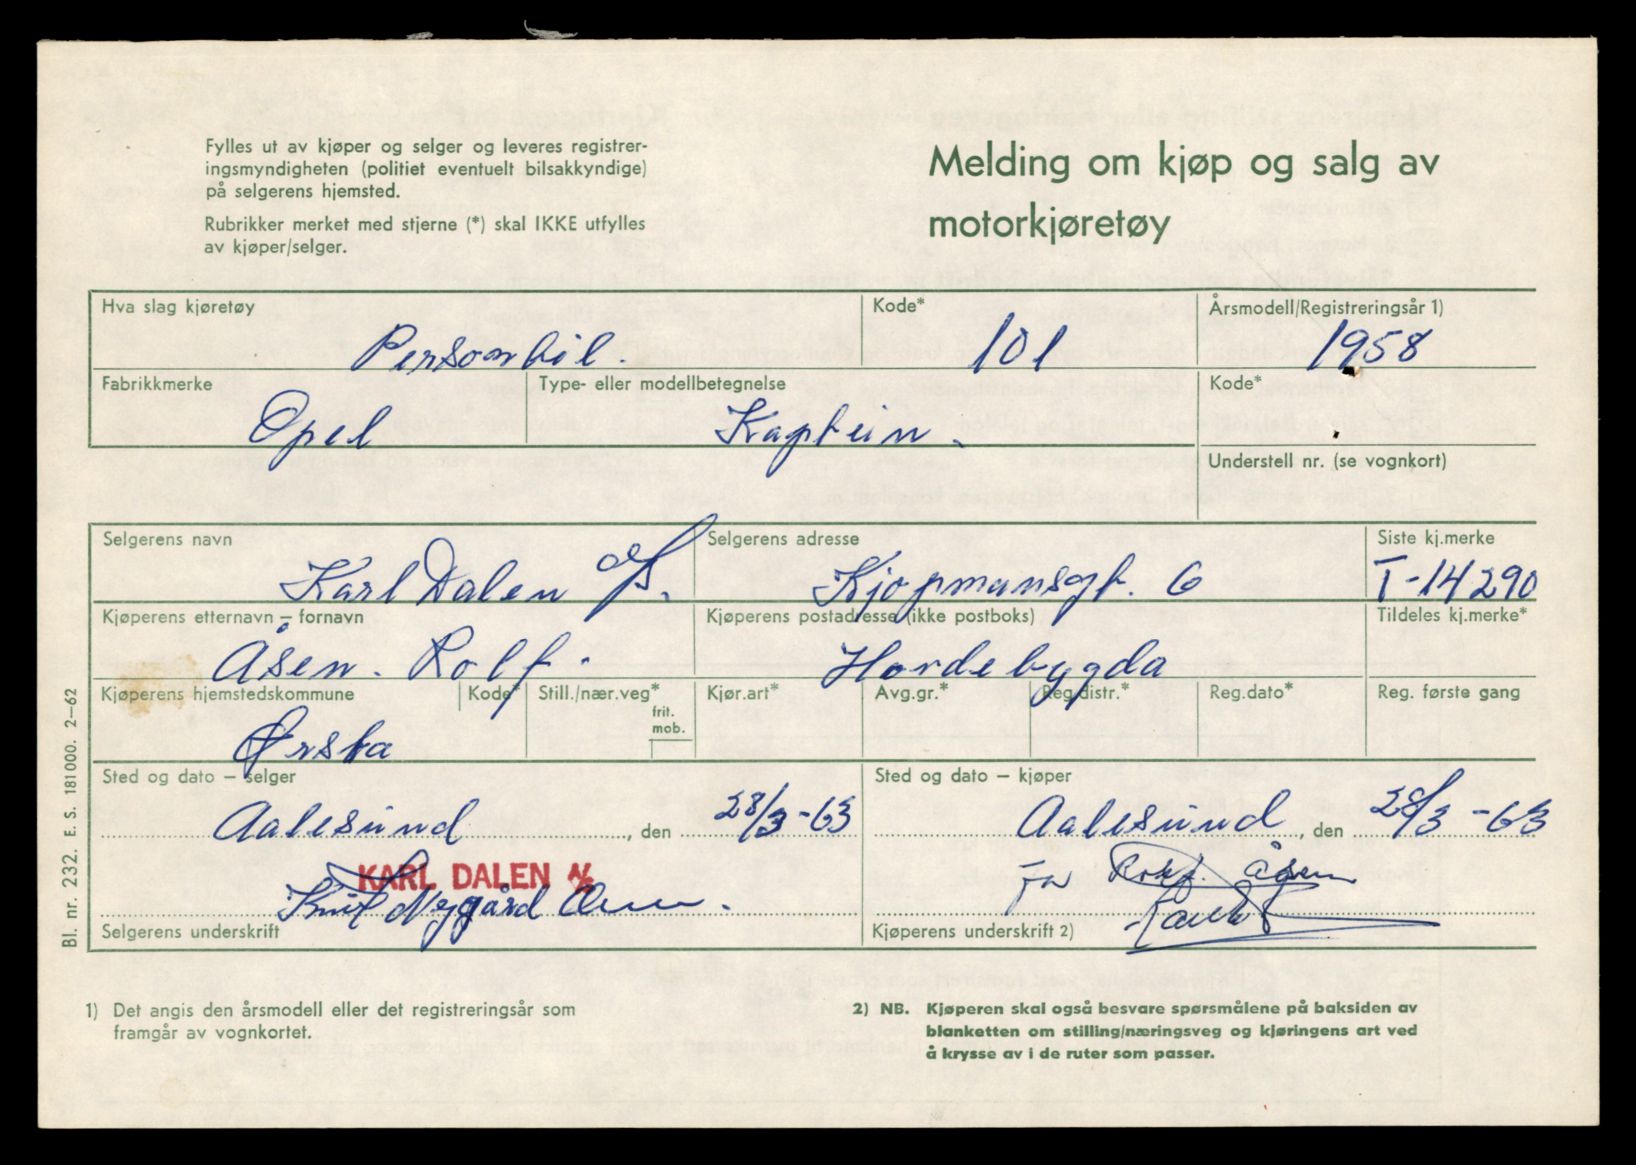 Fylles ut av kjøper og selger og leveres registrer-
ingsmyndigheten (politiet eventuelt bilsakkyndige)
på selgerens hjemsted.
Rubrikker merket med stjerne (*) skal IKKE utfylles
av kjøper/selger.
Melding om kjøp og salg av
motorkjøretøy
Hva slag kjøretøy
Personbil.
Kode*
101
Årsmodell/Registreringsår 1)
1958
Fabrikkmerke
Opel
Type- eller modellbetegnelse
Kaptein.
Kode*
Understell nr. (se vognkort)
Selgerens navn
Karl Dalen A/S.
Selgerens adresse
Kjøpmansgt. 6
Siste kj.merke
T-14290
Kjøperens etternavn – fornavn
Åsen. Rolf.
Kjøperens postadresse (ikke postboks)
Hovdebygda
Tildeles kj.merke*
Kjøperens hjemstedskommune
Ørsta
Kode*
Still./nær.veg*
frit.
mob.
Kjør.art*
Avg.gr.*
Reg.distr.*
Reg.dato*
Reg. første gang
Sted og dato – selger
Aalesund, den 28/3-63
KARL DALEN A/S
Knut Nygård
Selgerens underskrift
Sted og dato – kjøper
Aalesund, den 28/3-63
Rolf. Åsen
Kjøperens underskrift 2)
Bl. nr. 232. E. S. 181000. 2–62
1) Det angis den årsmodell eller det registreringsår som
framgår av vognkortet.
2) NB. Kjøperen skal også besvare spørsmålene på baksiden av
blanketten om stilling/næringsveg og kjøringens art ved
å krysse av i de ruter som passer.